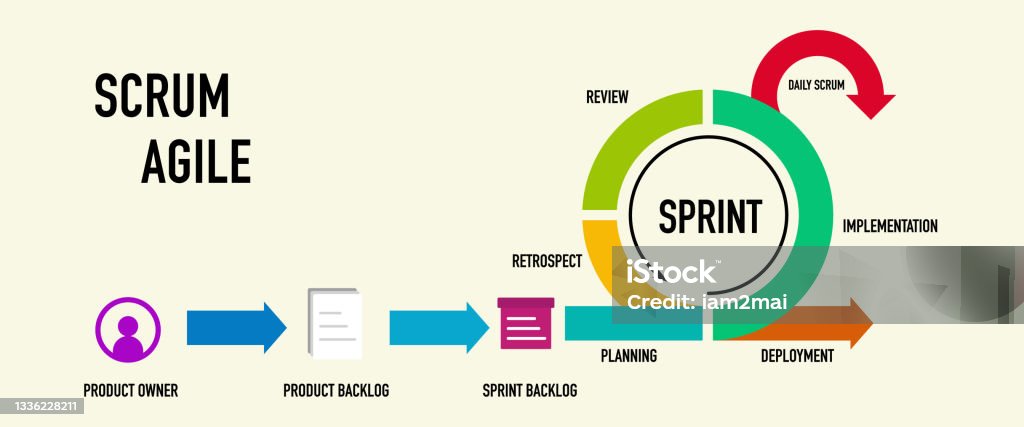 SCRUM
AGILE
REVIEW
DAILY SCRUM
SPRINT
IMPLEMENTATION
RETROSPECT
iStock™
Credit: iam2mai
PLANNING
DEPLOYMENT
PRODUCT OWNER
PRODUCT BACKLOG
SPRINT BACKLOG
1336228211